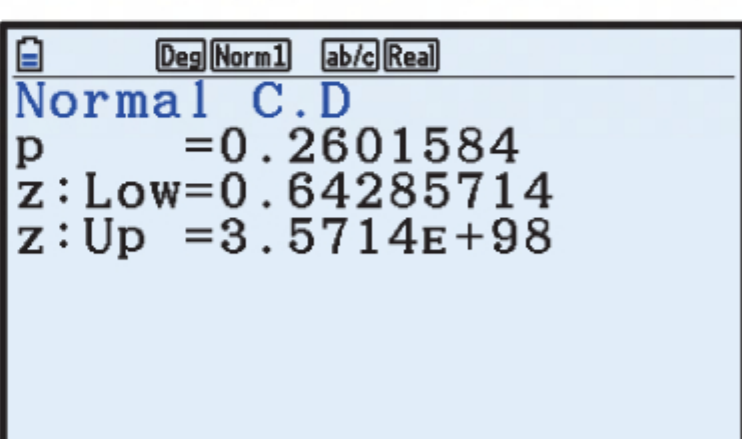 Deg Norm1 ab/c Real
Normal C.D
p =0.2601584
z:Low=0.64285714
z:Up =3.5714E+98